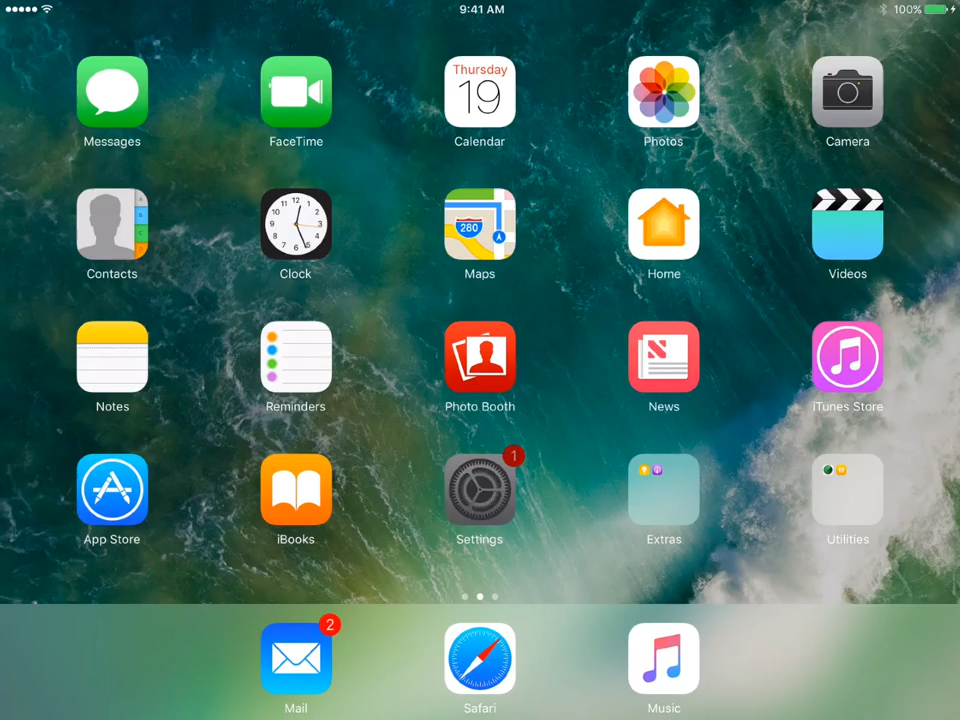 9:41 AM
100%
Thursday
19
Messages
FaceTime
Calendar
Photos
Camera
280
Contacts
Clock
Maps
Home
Videos
Notes
Reminders
Photo Booth
News
iTunes Store
1
App Store
iBooks
Settings
Extras
Utilities
2
Mail
Safari
Music